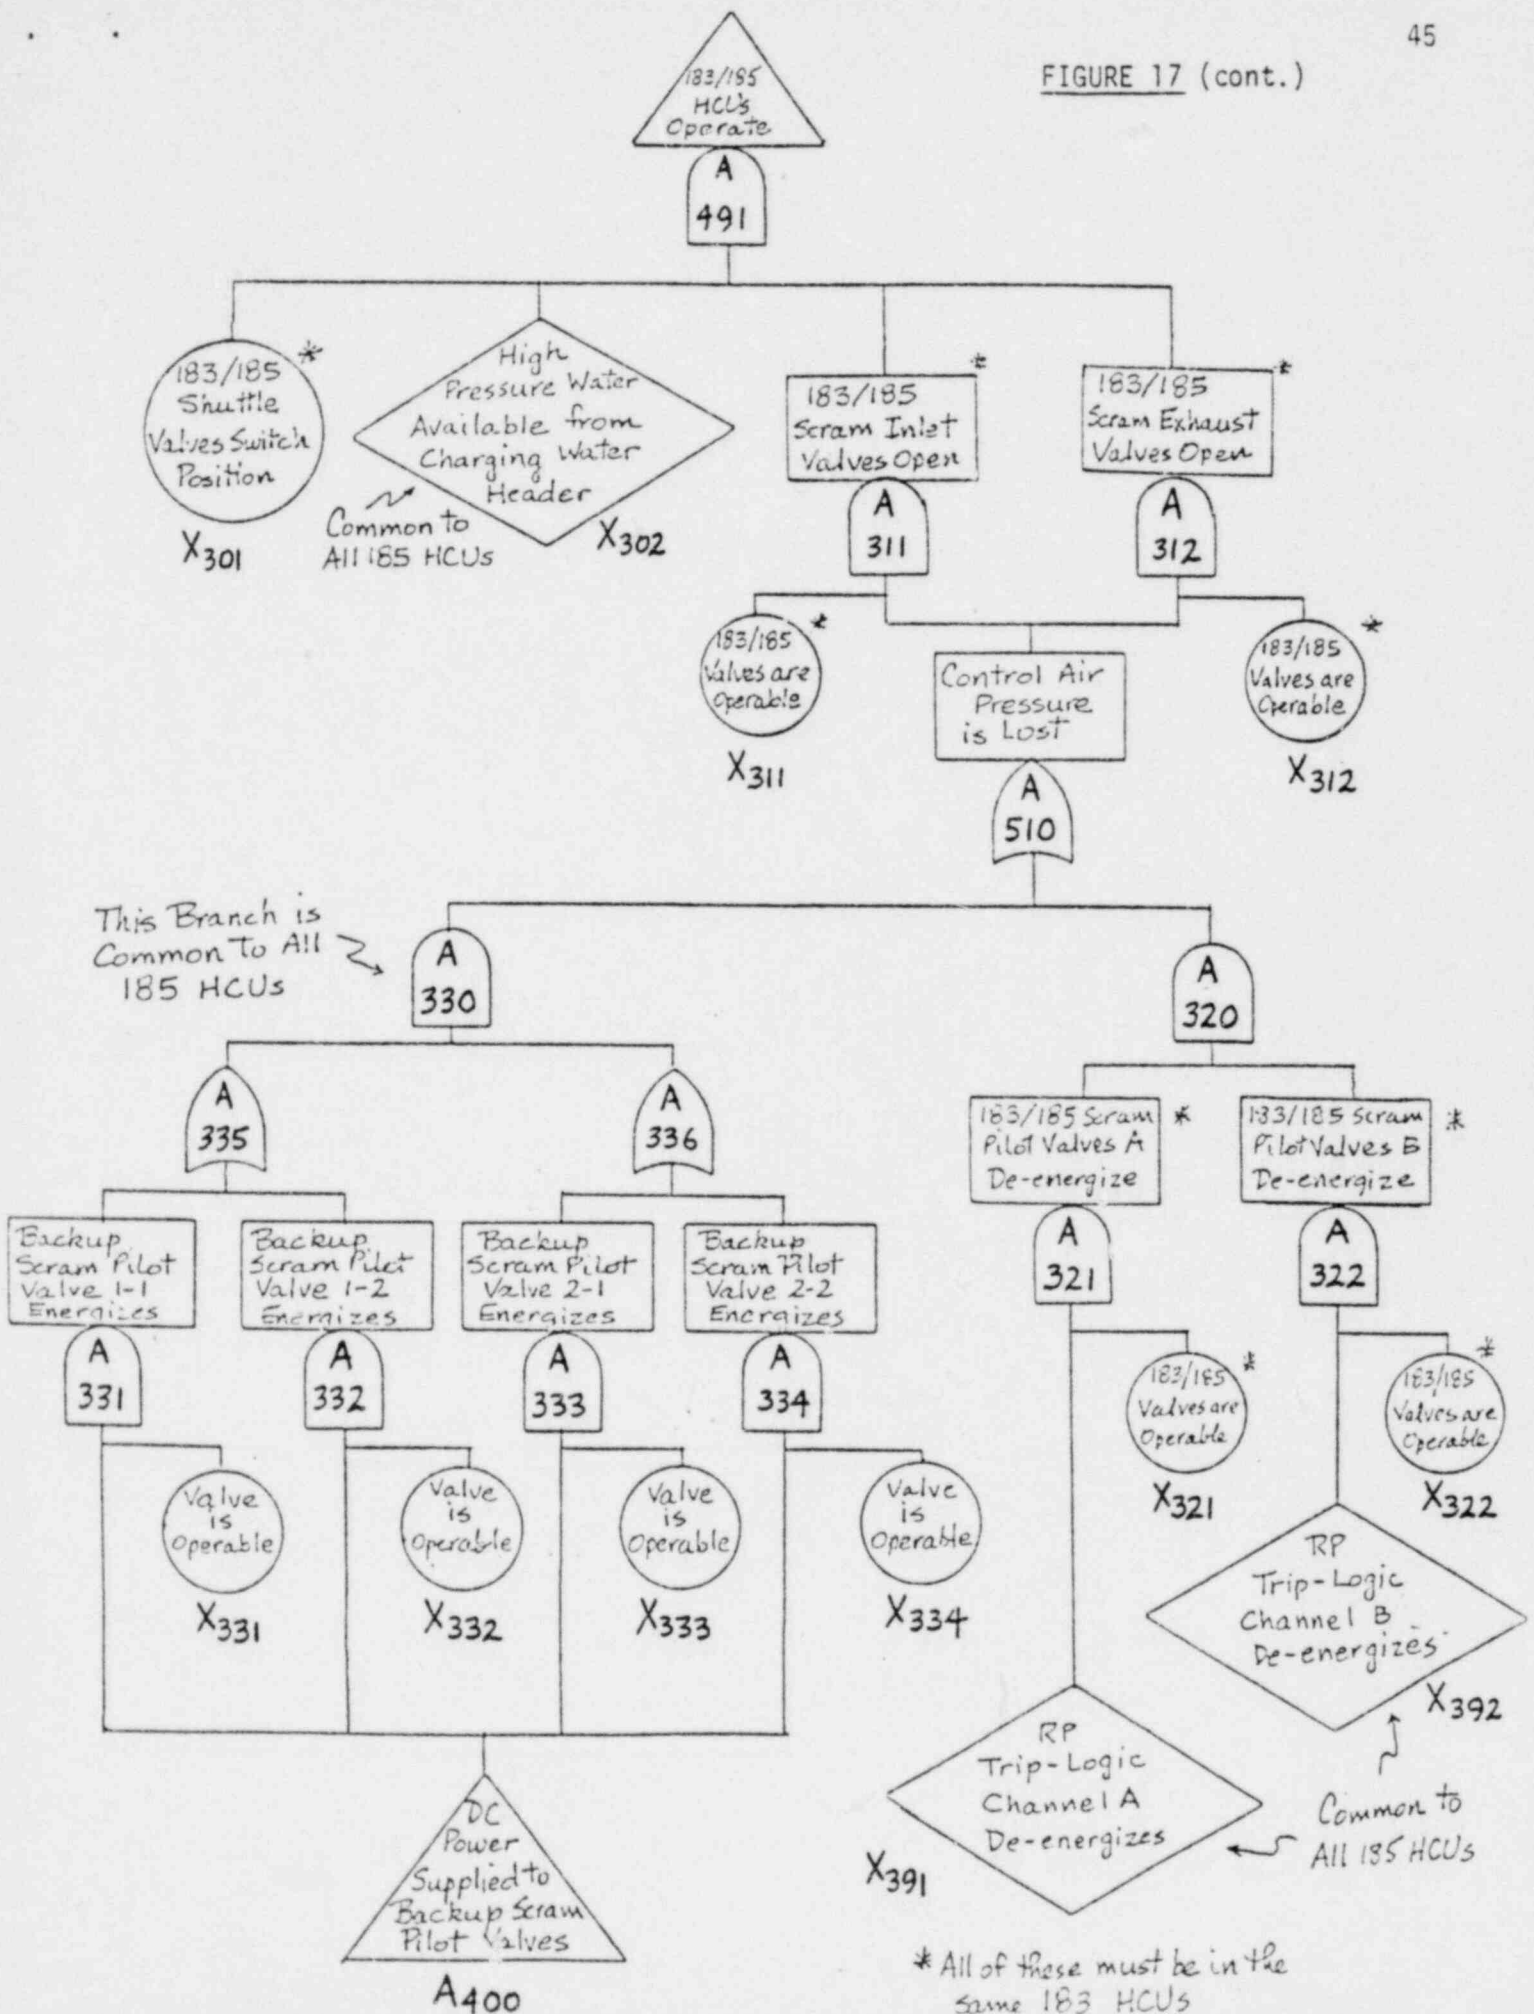 45
FIGURE 17 (cont.)
183/185
HCU's
Operate
A
491
183/185
Shuttle
Valves Switch
Position
*
X301
High
Pressure Water
Available from
Charging Water
Header
Common to
All 185 HCUs
X302
183/185
Scram Inlet
Valves Open
*
183/185
Scram Exhaust
Valves Open
*
A
311
A
312
183/185
Valves are
Operable
*
X311
Control Air
Pressure
is Lost
183/185
Valves are
Operable
*
X312
A
510
This Branch is
Common To All
185 HCUs
A
330
A
320
A
335
A
336
183/185 Scram
Pilot Valves A
De-energize
*
183/185 Scram
Pilot Valves B
De-energize
*
Backup
Scram Pilot
Valve 1-1
Energizes
Backup
Scram Pilot
Valve 1-2
Energizes
Backup
Scram Pilot
Valve 2-1
Energizes
Backup
Scram Pilot
Valve 2-2
Energizes
A
321
A
322
A
331
A
332
A
333
A
334
183/185
Valves are
Operable
*
X321
183/185
Valves are
Operable
*
X322
Valve
is
Operable
X331
Valve
is
Operable
X332
Valve
is
Operable
X333
Valve
is
Operable
X334
RP
Trip-Logic
Channel B
De-energizes
X392
RP
Trip-Logic
Channel A
De-energizes
X391
Common to
All 185 HCUs
DC
Power
Supplied to
Backup Scram
Pilot Valves
A400
* All of these must be in the
same 183 HCUs